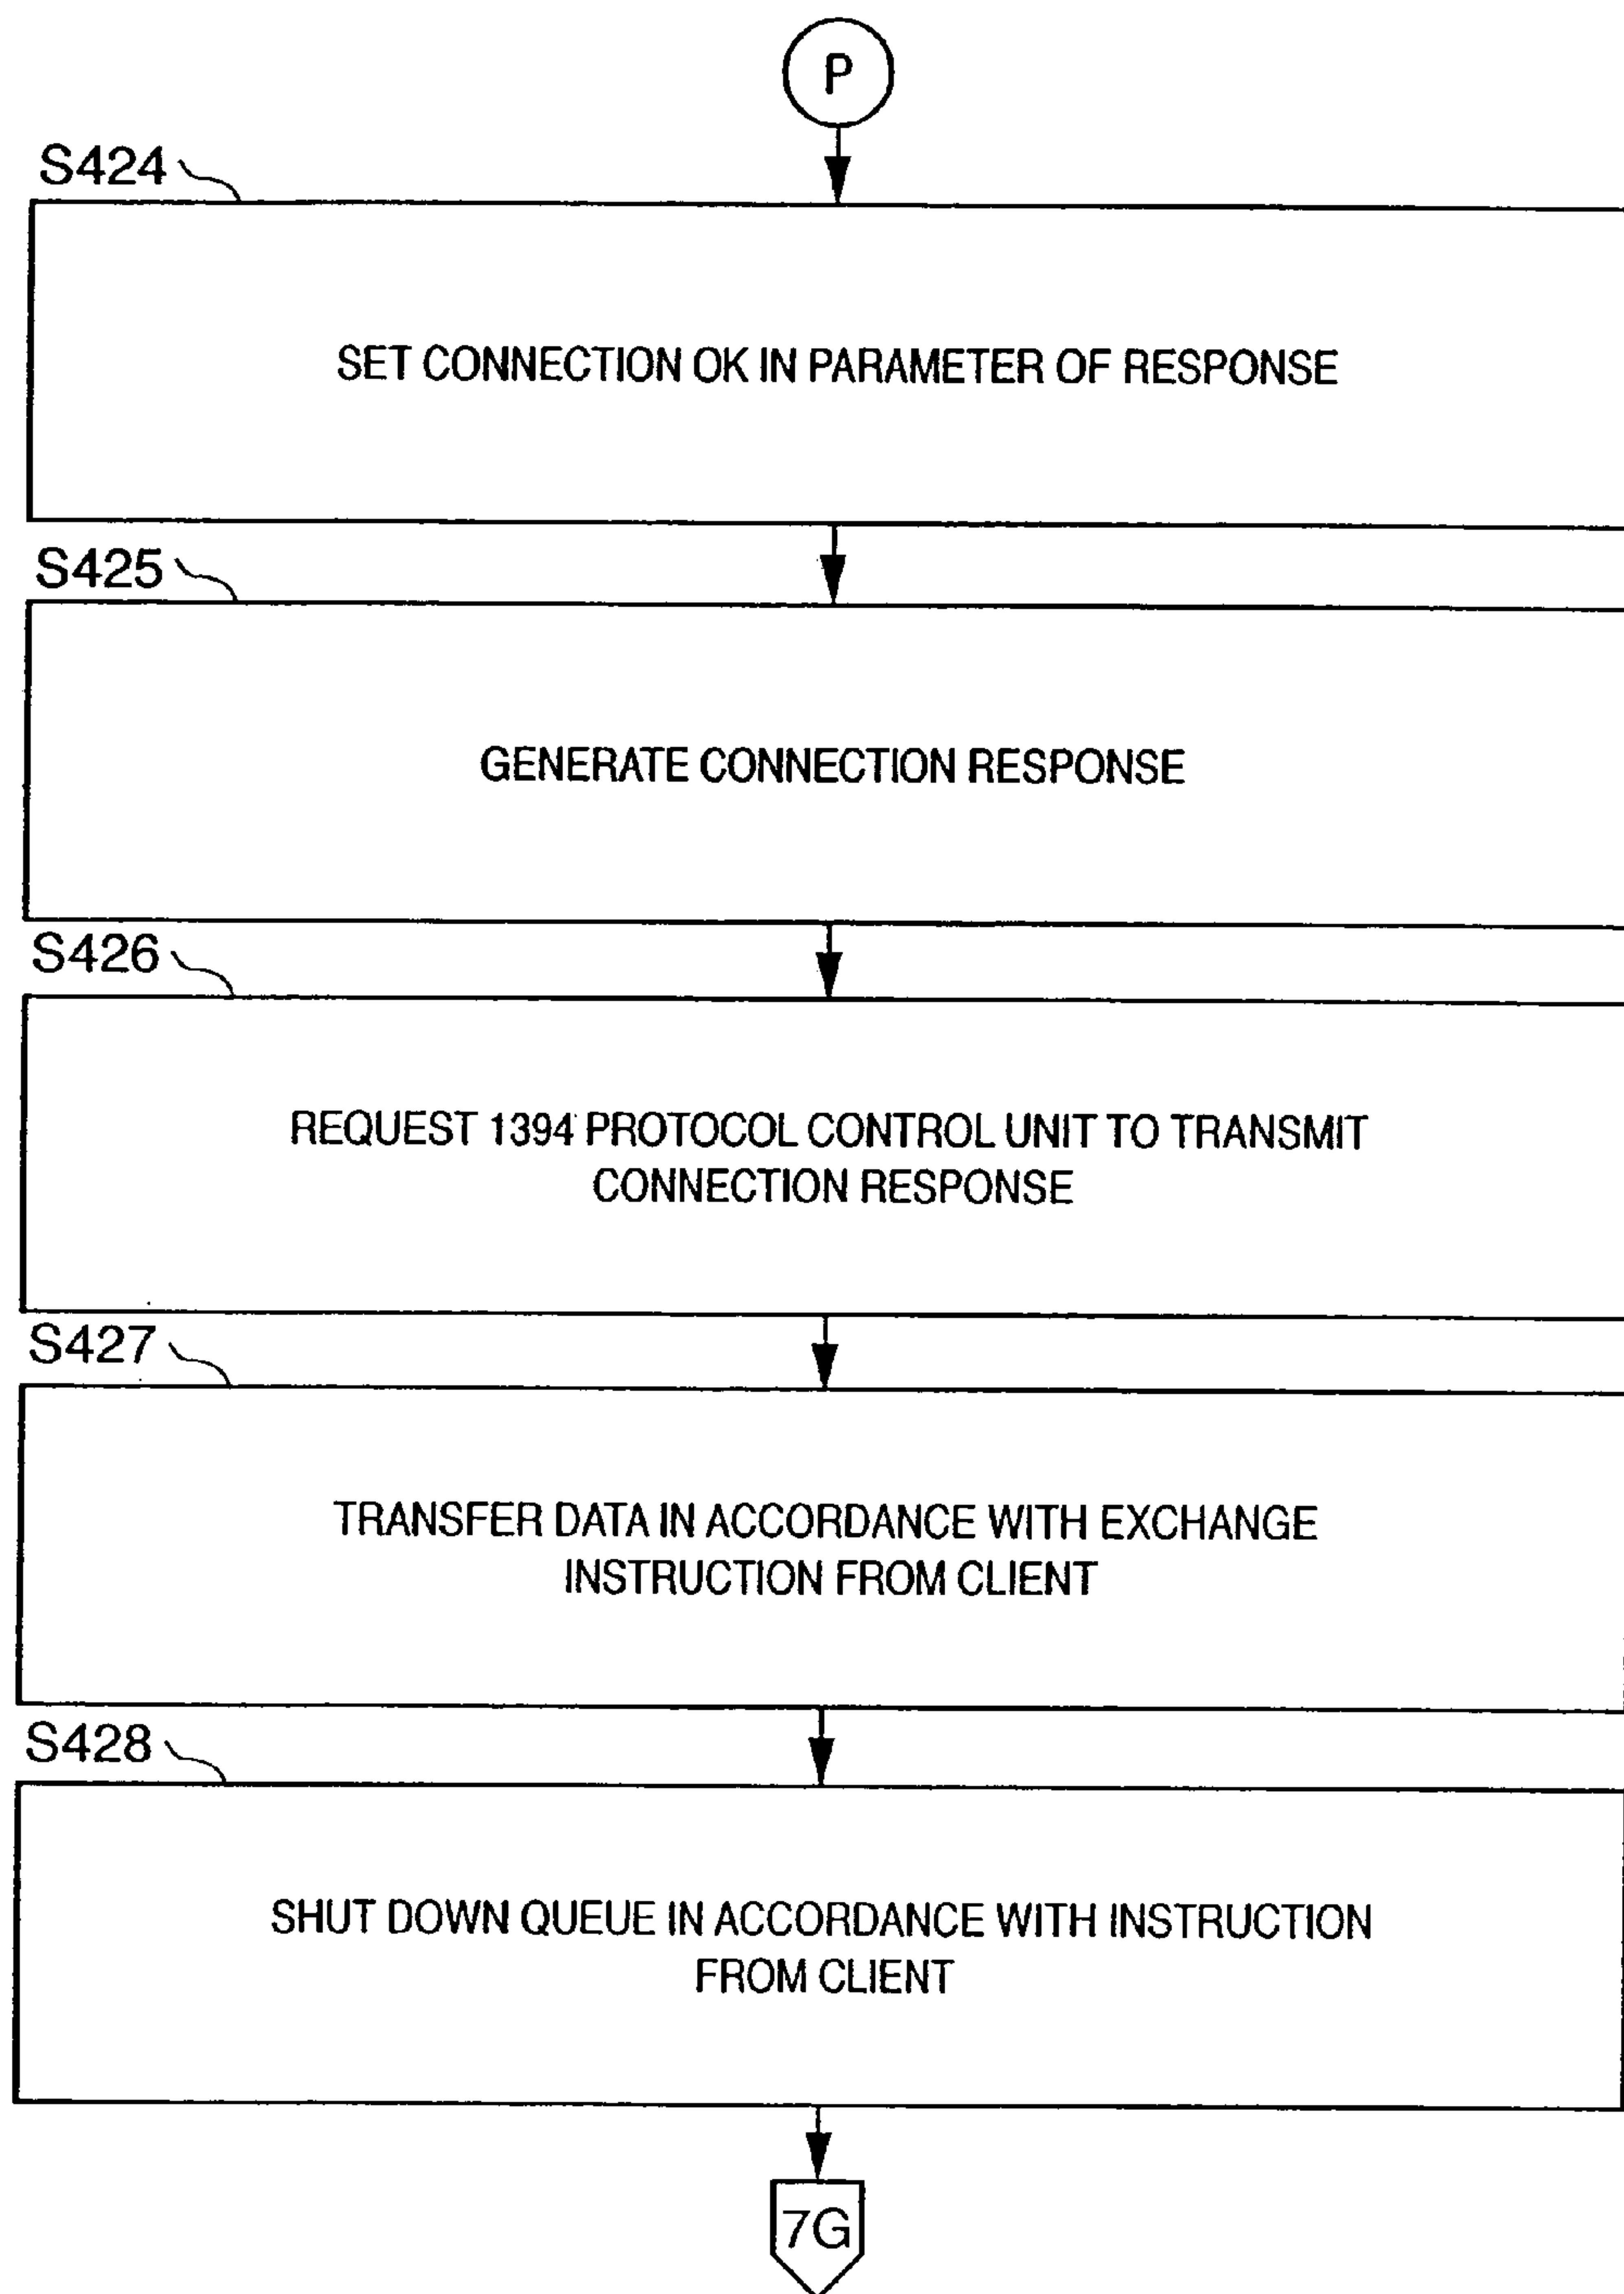 P
S424
SET CONNECTION OK IN PARAMETER OF RESPONSE
S425
GENERATE CONNECTION RESPONSE
S426
REQUEST 1394 PROTOCOL CONTROL UNIT TO TRANSMIT
CONNECTION RESPONSE
S427
TRANSFER DATA IN ACCORDANCE WITH EXCHANGE
INSTRUCTION FROM CLIENT
S428
SHUT DOWN QUEUE IN ACCORDANCE WITH INSTRUCTION
FROM CLIENT
7G